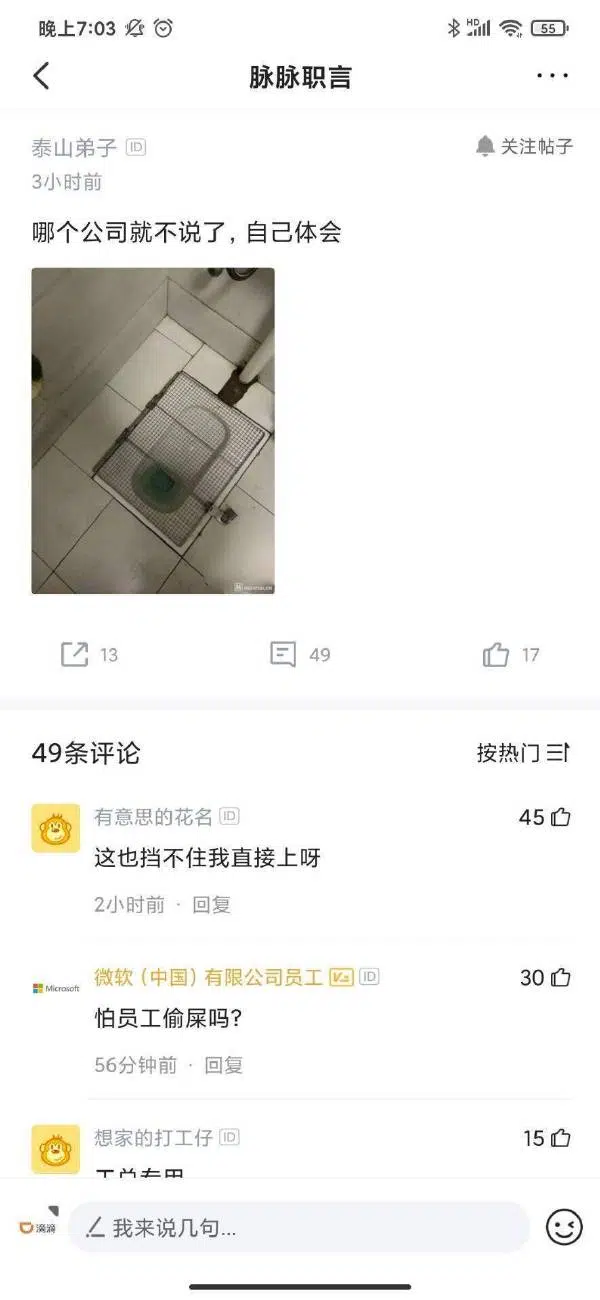 晚上7:03
HD
55
脉脉职言
泰山弟子 ID
关注帖子
3小时前
哪个公司就不说了，自己体会
13
49
17
49条评论
按热门
有意思的花名 ID
45
这也挡不住我直接上呀
2小时前 · 回复
Microsoft
微软（中国）有限公司员工 ID
30
怕员工偷屎吗?
56分钟前 · 回复
想家的打工仔 ID
15
滴滴
我来说几句...